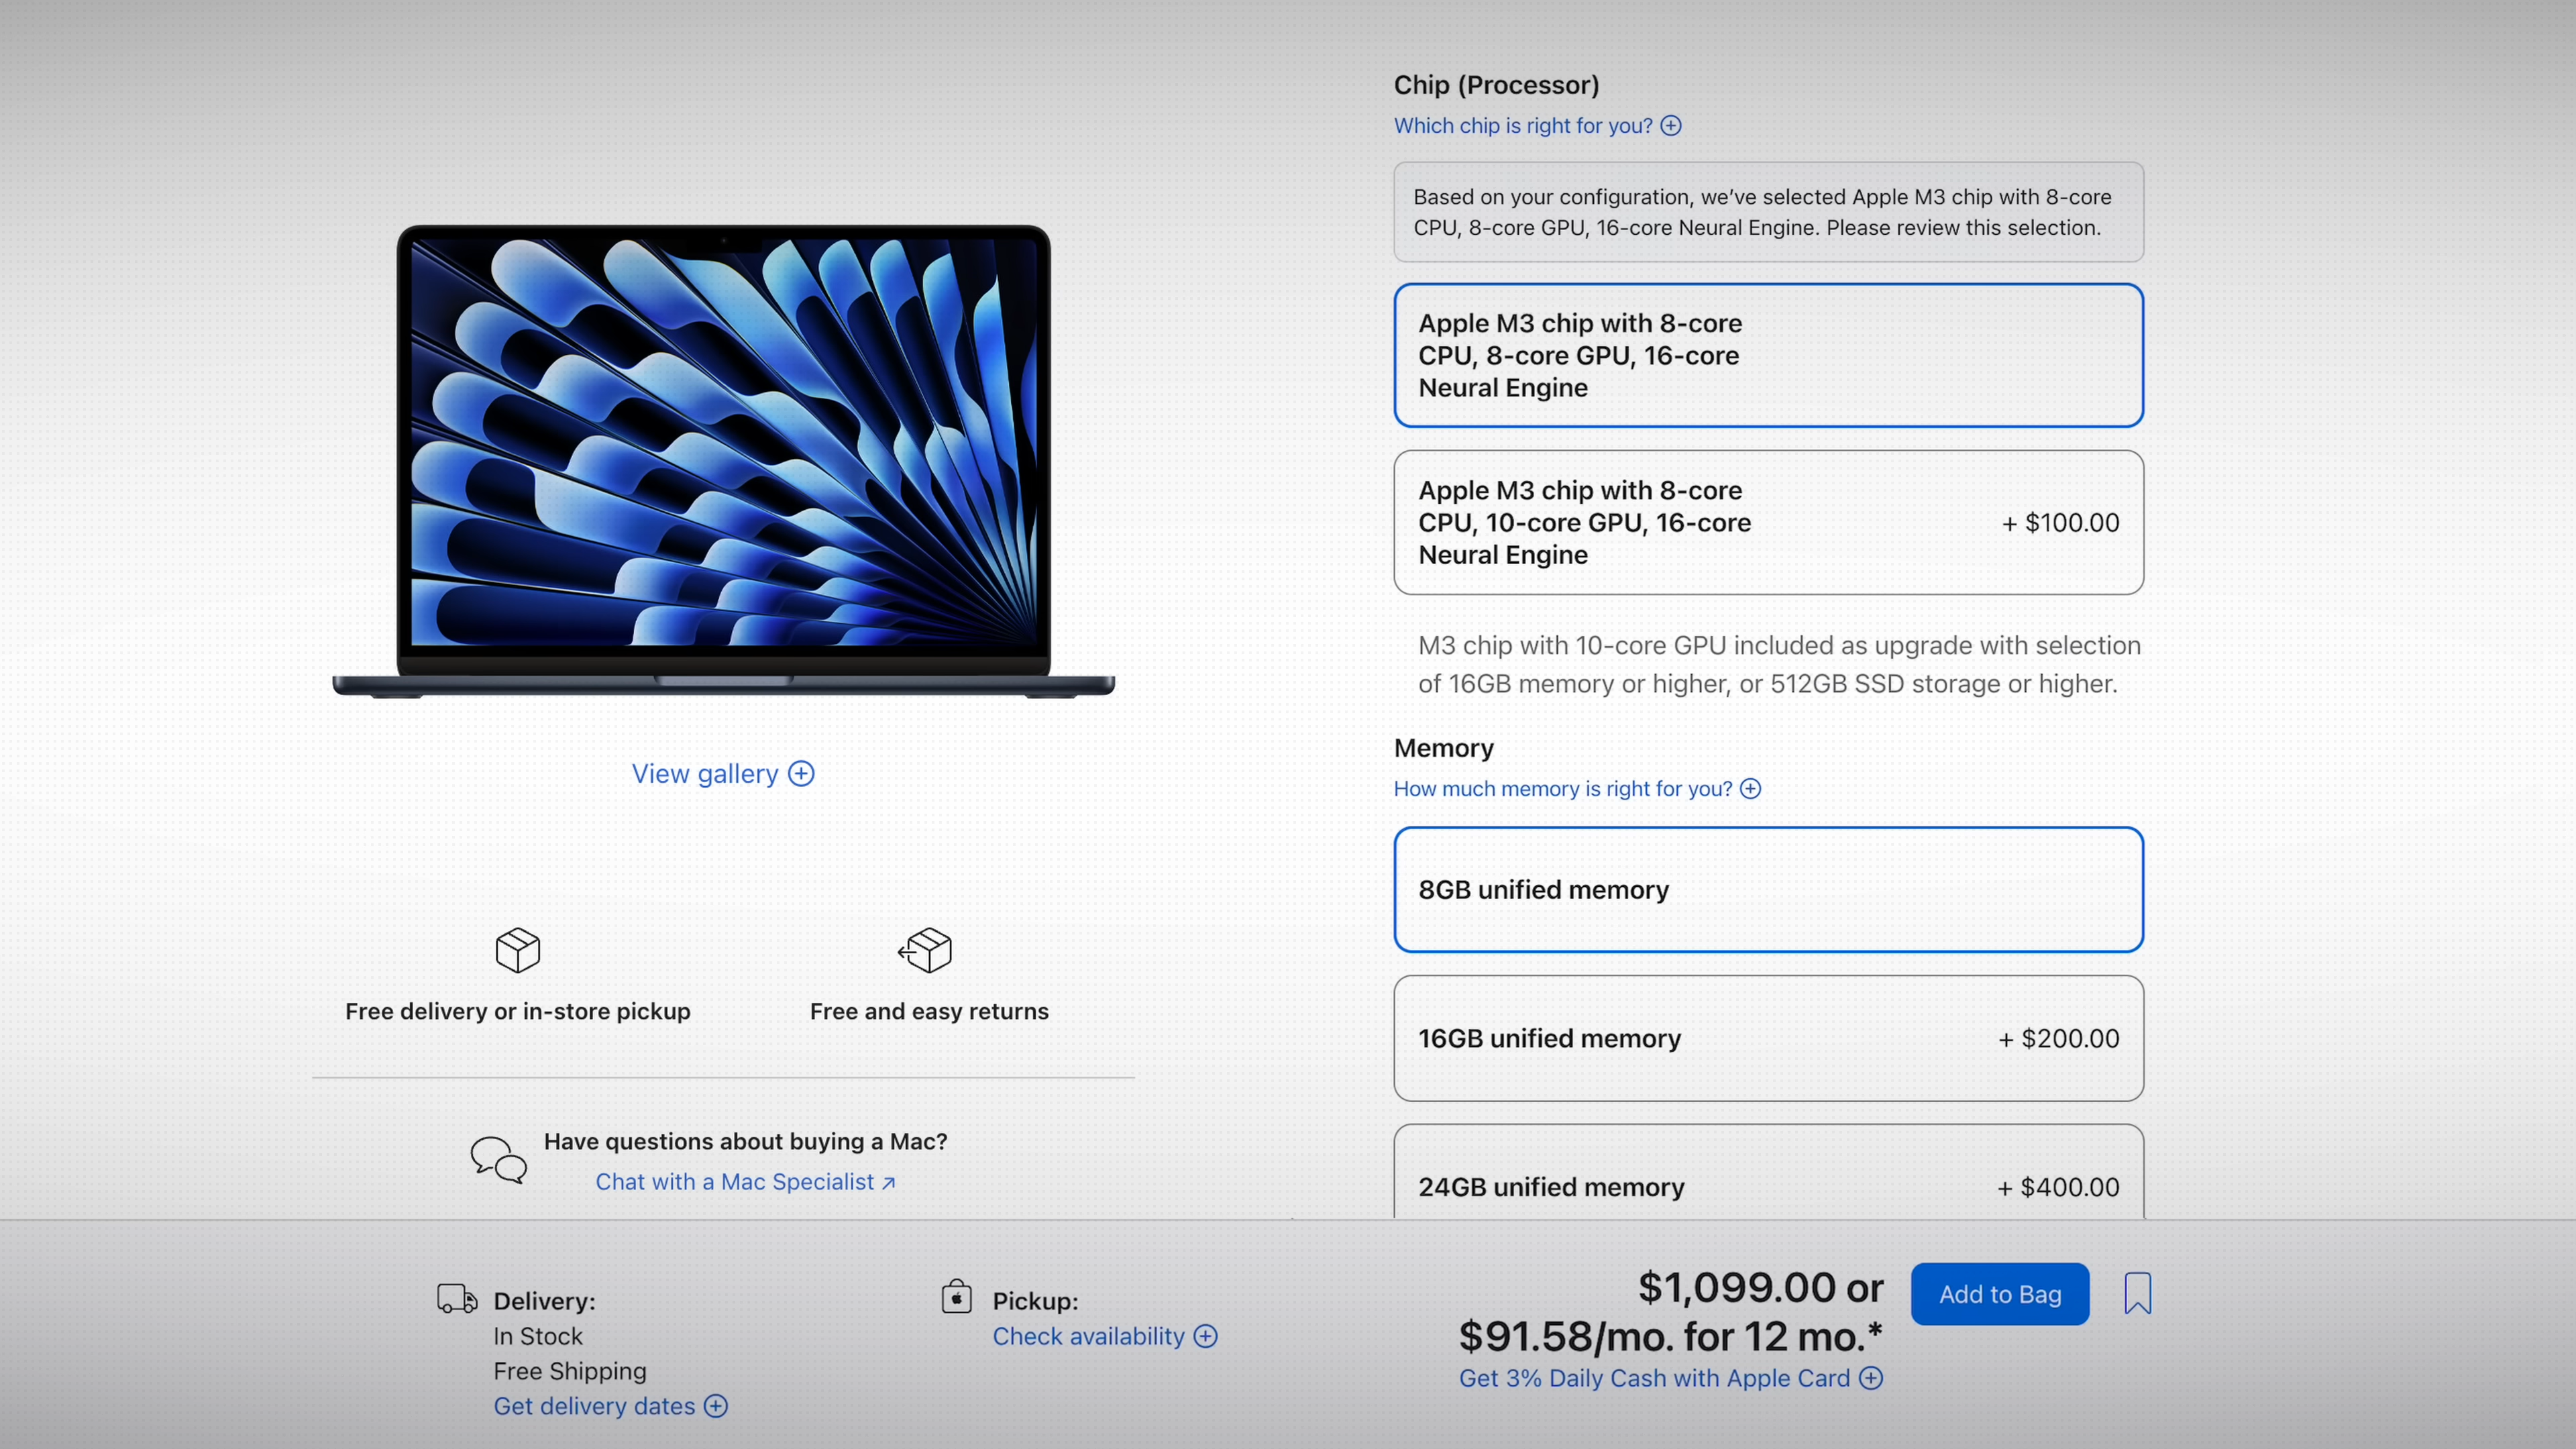 Chip (Processor)
Which chip is right for you?
Based on your configuration, we’ve selected Apple M3 chip with 8-core
CPU, 8-core GPU, 16-core Neural Engine. Please review this selection.
Apple M3 chip with 8-core
CPU, 8-core GPU, 16-core
Neural Engine
Apple M3 chip with 8-core
CPU, 10-core GPU, 16-core
Neural Engine
+ $100.00
M3 chip with 10-core GPU included as upgrade with selection
of 16GB memory or higher, or 512GB SSD storage or higher.
Memory
How much memory is right for you?
8GB unified memory
16GB unified memory
+ $200.00
24GB unified memory
+ $400.00
View gallery
Free delivery or in-store pickup
Free and easy returns
Have questions about buying a Mac?
Chat with a Mac Specialist
Delivery:
In Stock
Free Shipping
Get delivery dates
Pickup:
Check availability
$1,099.00 or
$91.58/mo. for 12 mo.*
Get 3% Daily Cash with Apple Card
Add to Bag